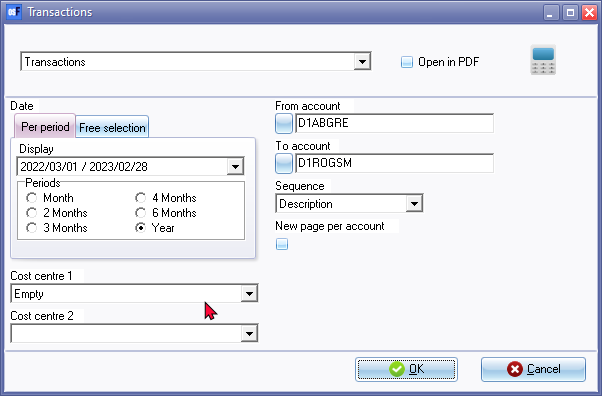 Transactions
Transactions
Open in PDF
Date
Per period
Free selection
Display
2022/03/01 / 2023/02/28
Periods
Month
4 Months
2 Months
6 Months
3 Months
Year
Cost centre 1
Empty
Cost centre 2
From account
D1ABGRE
To account
D1ROGSM
Sequence
Description
New page per account
OK
Cancel